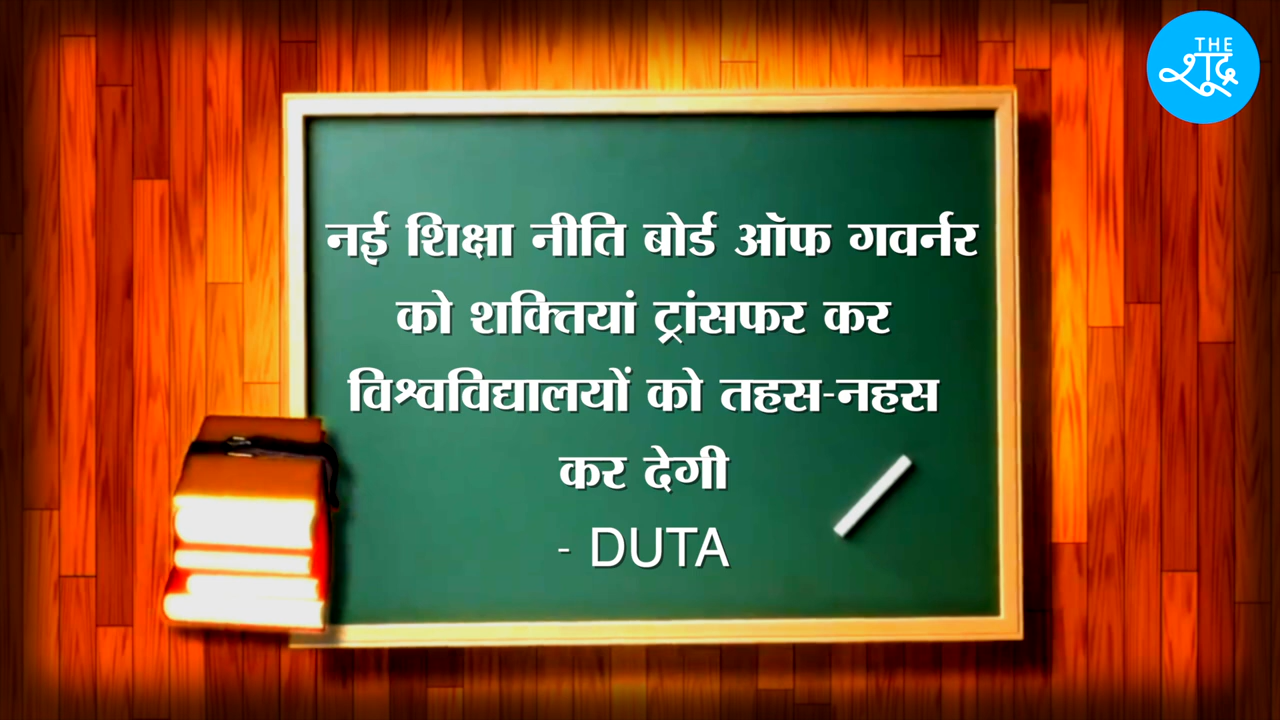 THE
शूद्र
नई शिक्षा नीति बोर्ड ऑफ गवर्नर
को शक्तियां ट्रांसफर कर
विश्वविद्यालयों को तहस-नहस
कर देगी
- DUTA